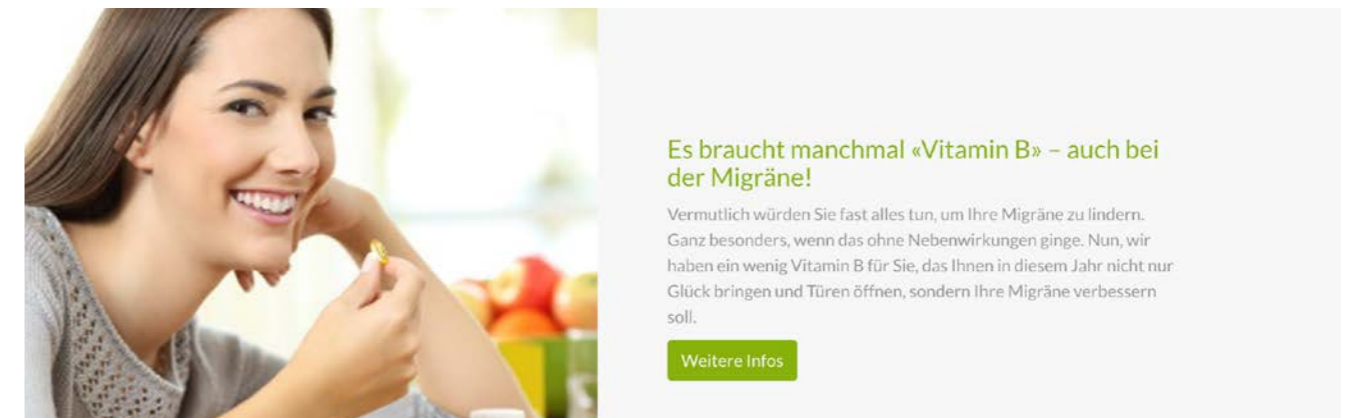 Es braucht manchmal «Vitamin B» – auch bei
der Migräne!
Vermutlich würden Sie fast alles tun, um Ihre Migräne zu lindern.
Ganz besonders, wenn das ohne Nebenwirkungen ginge. Nun, wir
haben ein wenig Vitamin B für Sie, das Ihnen in diesem Jahr nicht nur
Glück bringen und Türen öffnen, sondern Ihre Migräne verbessern
soll.
Weitere Infos